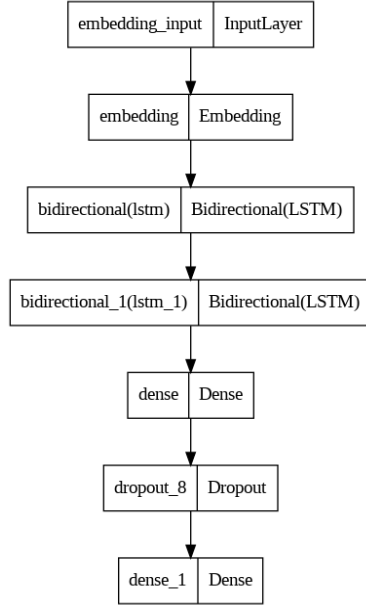 embedding_input InputLayer
embedding Embedding
bidirectional(lstm) Bidirectional(LSTM)
bidirectional_1(lstm_1) Bidirectional(LSTM)
dense Dense
dropout_8 Dropout
dense_1 Dense